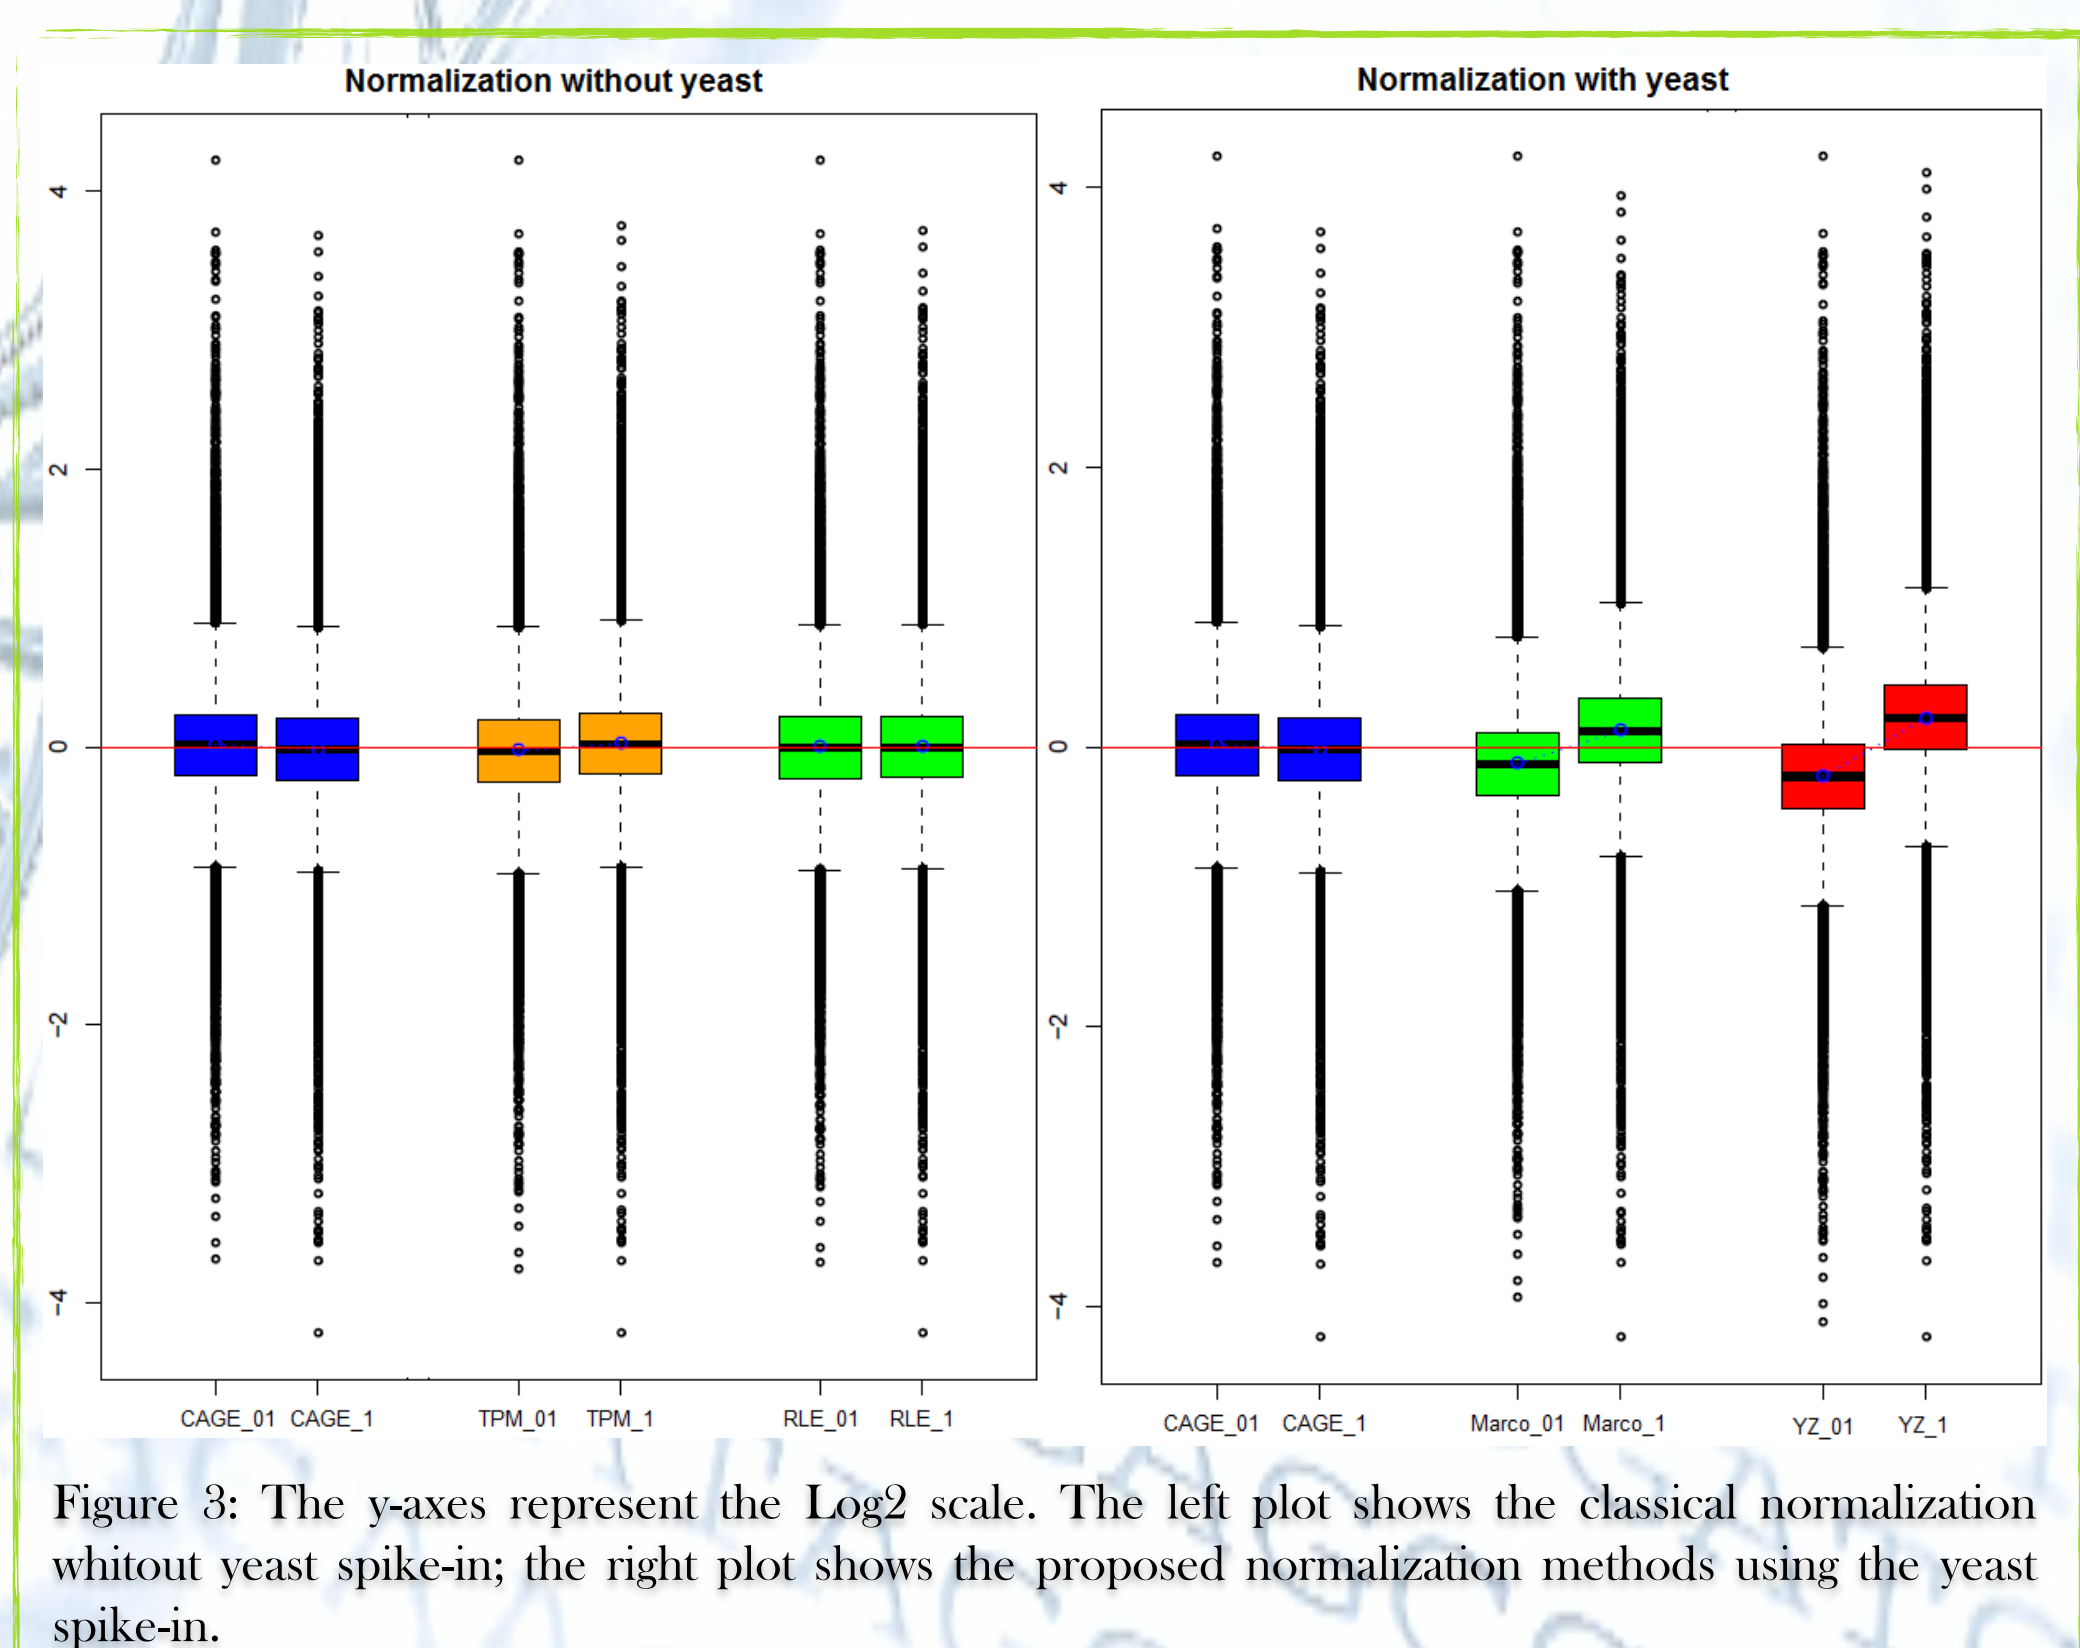 Normalization without yeast
4
2
0
-2
-4
CAGE_01 CAGE_1 TPM_01 TPM_1 RLE_01 RLE_1
Normalization with yeast
4
2
0
-2
-4
CAGE_01 CAGE_1 Marco_01 Marco_1 YZ_01 YZ_1
Figure 3: The y-axes represent the Log2 scale. The left plot shows the classical normalization
whitout yeast spike-in; the right plot shows the proposed normalization methods using the yeast
spike-in.